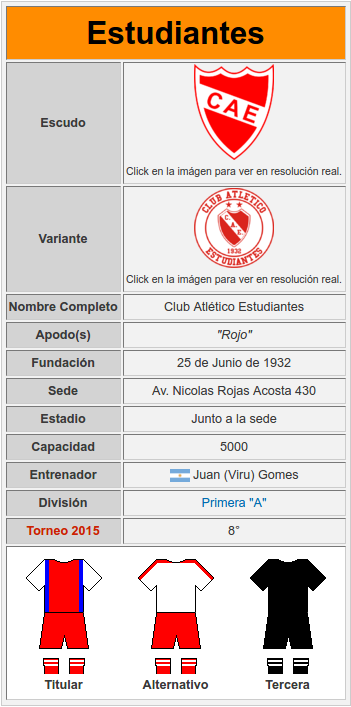 Estudiantes
Escudo
CAE
Click en la imágen para ver en resolución real.
Variante
CLUB ATLETICO
C.A.E.
1932
ESTUDIANTES
Click en la imágen para ver en resolución real.
Nombre Completo Club Atlético Estudiantes
Apodo(s) "Rojo"
Fundación 25 de Junio de 1932
Sede Av. Nicolas Rojas Acosta 430
Estadio Junto a la sede
Capacidad 5000
Entrenador Juan (Viru) Gomes
División Primera "A"
Torneo 2015 8°
Titular Alternativo Tercera